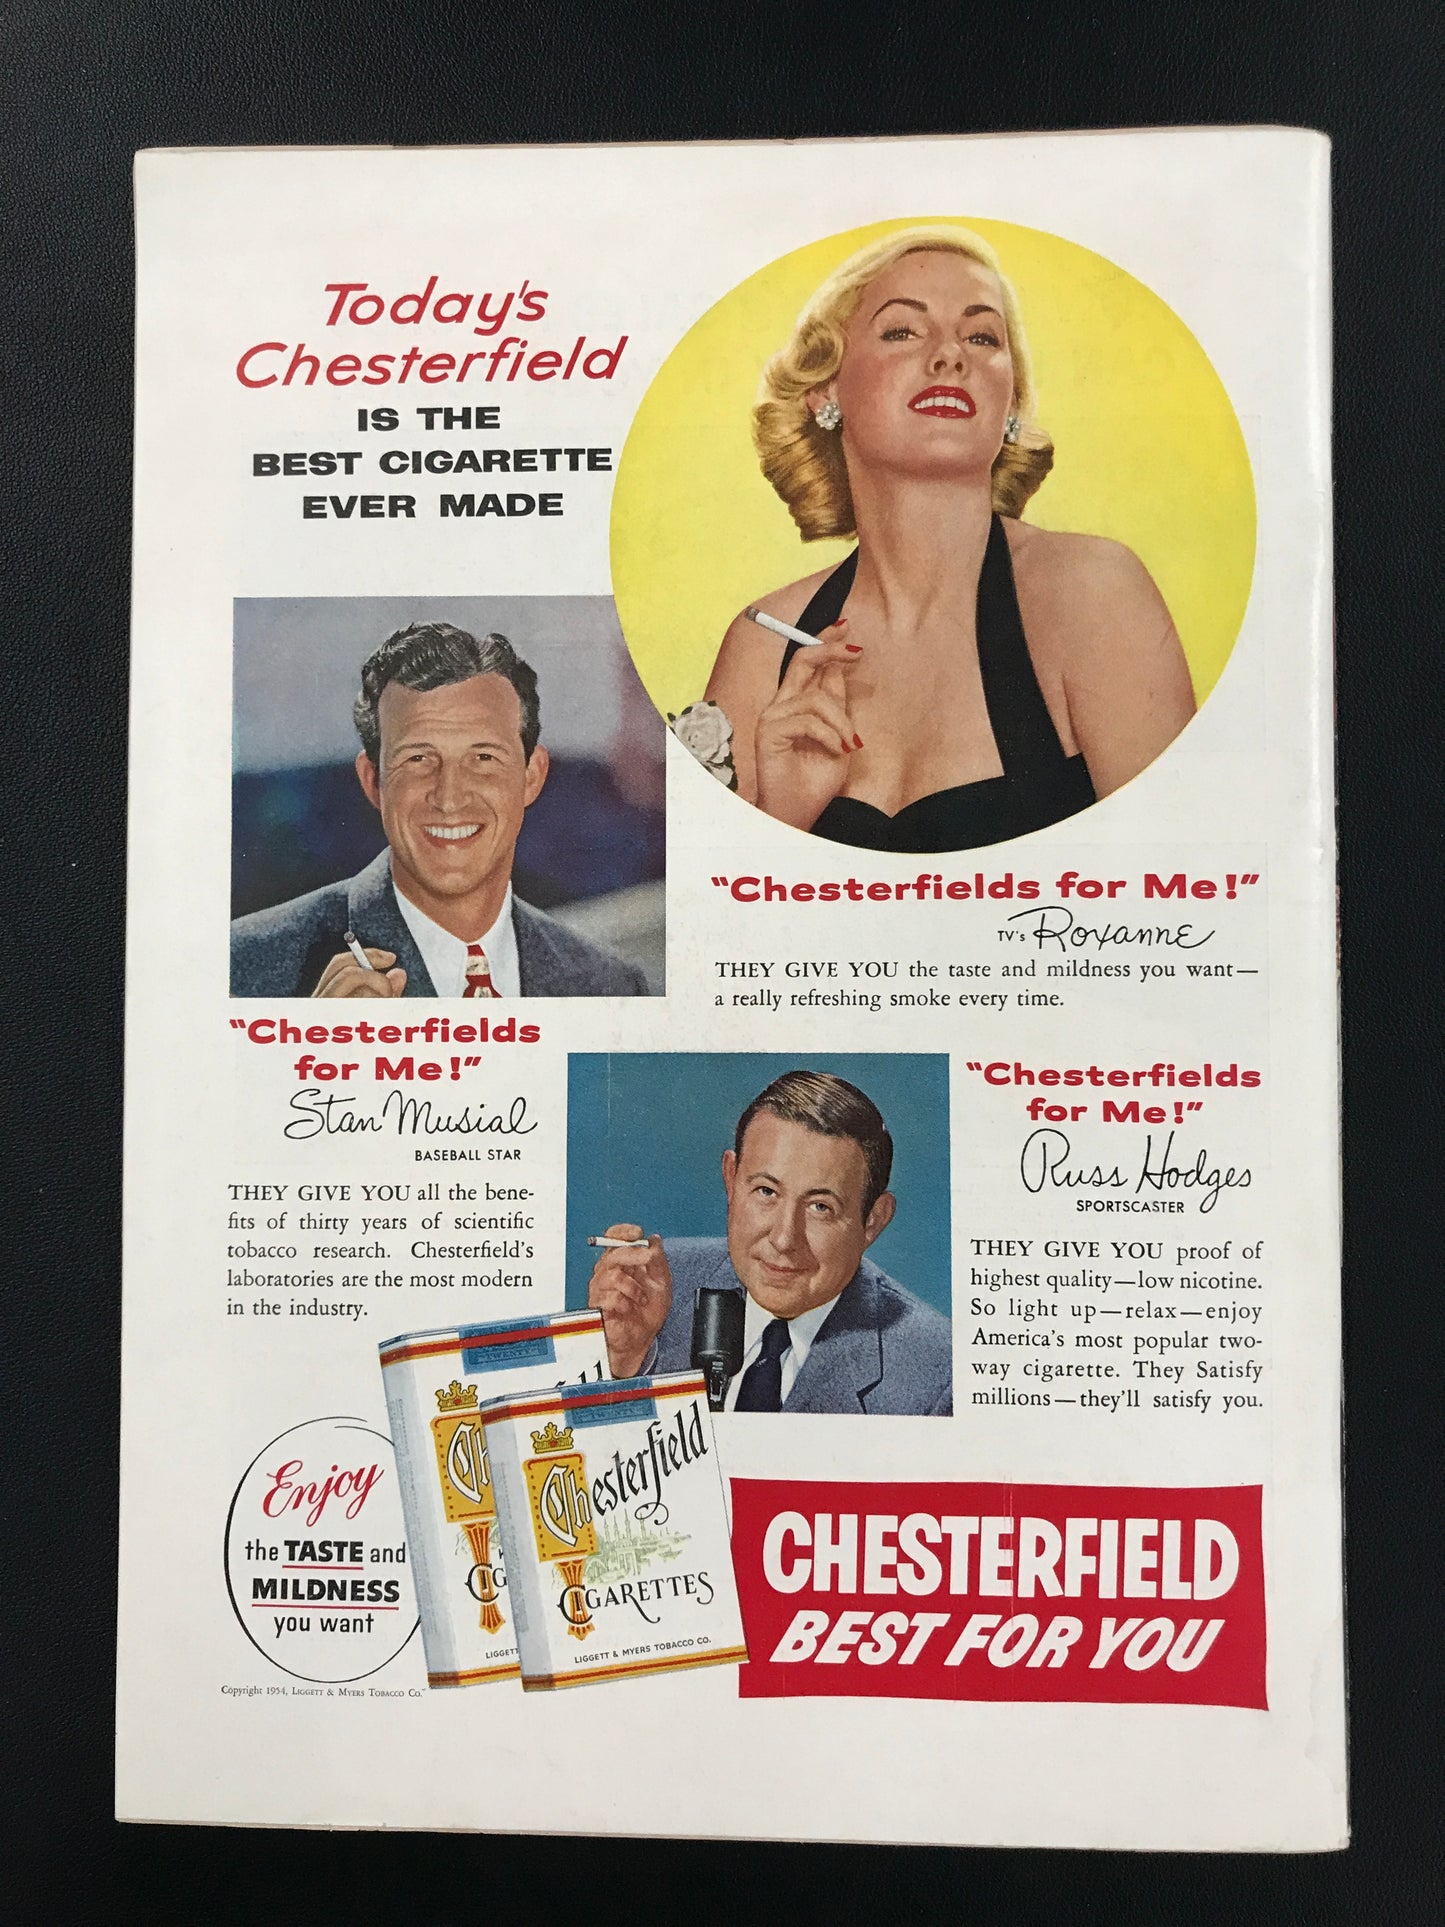 Today's
Chesterfield
IS THE
BEST CIGARETTE
EVER MADE
"Chesterfields for Me!"
TV's Roxanne
THEY GIVE YOU the taste and mildness you want—
a really refreshing smoke every time.
"Chesterfields
for Me!"
Stan Musial
BASEBALL STAR
THEY GIVE YOU all the bene-
fits of thirty years of scientific
tobacco research. Chesterfield's
laboratories are the most modern
in the industry.
"Chesterfields
for Me!"
Russ Hodges
SPORTSCASTER
THEY GIVE YOU proof of
highest quality—low nicotine.
So light up—relax—enjoy
America's most popular two-
way cigarette. They Satisfy
millions—they'll satisfy you.
Enjoy
the TASTE and
MILDNESS
you want
TWENTY
Ch
CIG
LIGGETT
Chesterfield
CIGARETTES
LIGGETT & MYERS TOBACCO CO.
CHESTERFIELD
BEST FOR YOU
Copyright 1954, LIGGETT & MYERS TOBACCO CO.